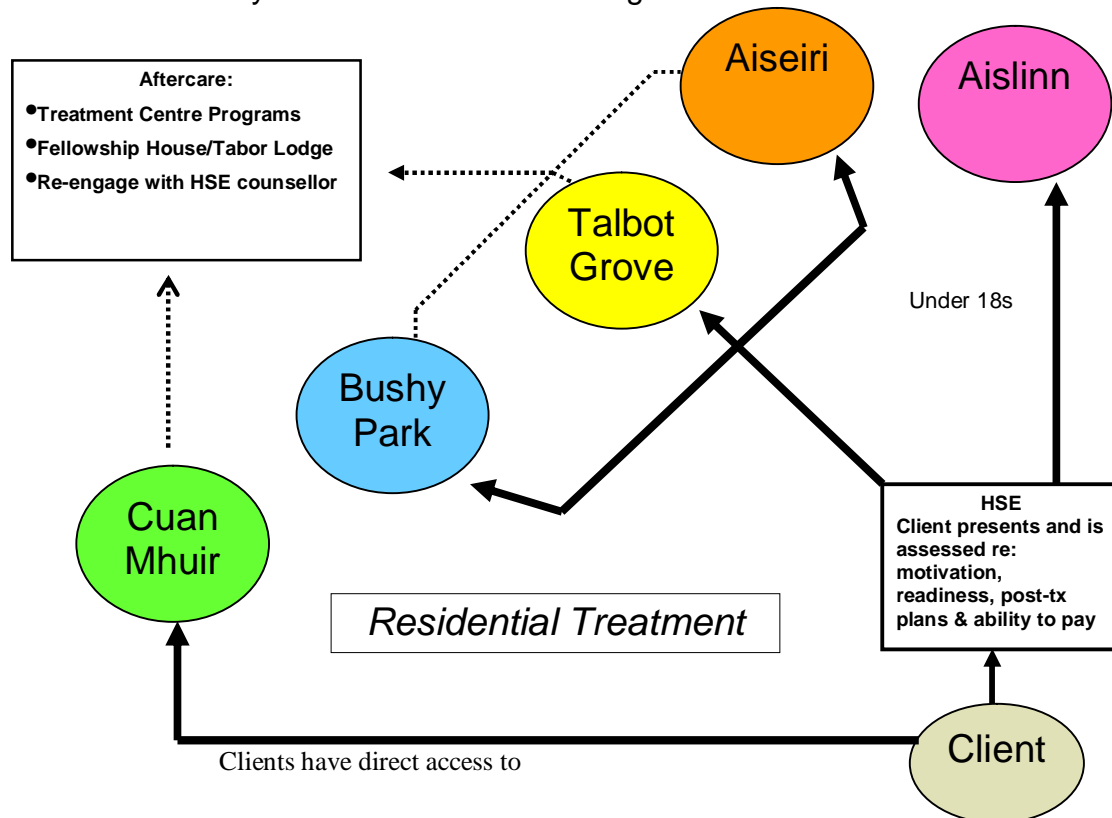 Aftercare:
•Treatment Centre Programs
•Fellowship House/Tabor Lodge
•Re-engage with HSE counsellor
Aiseiri
Aislinn
Talbot
Grove
Under 18s
Bushy
Park
Cuan
Mhuir
HSE
Client presents and is
assessed re:
motivation,
readiness, post-tx
plans & ability to pay
Residential Treatment
Clients have direct access to
Client